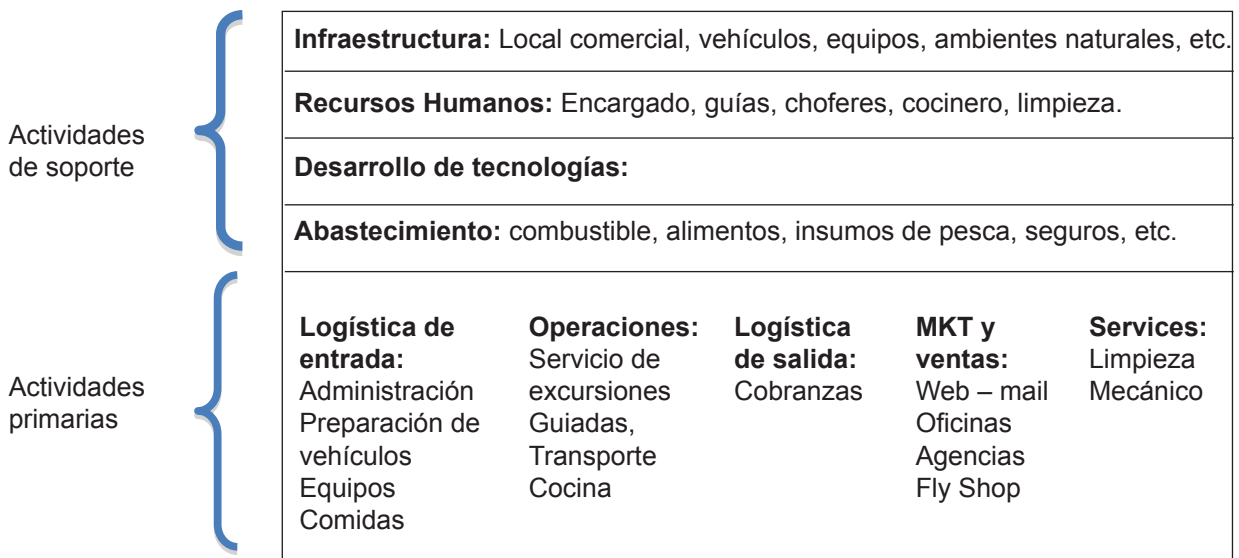 Infraestructura: Local comercial, vehículos, equipos, ambientes naturales, etc.
Recursos Humanos: Encargado, guías, choferes, cocinero, limpieza.
Actividades
de soporte
Desarrollo de tecnologías:
Abastecimiento: combustible, alimentos, insumos de pesca, seguros, etc.
Actividades
primarias
Logística de
entrada:
Administración
Preparación de
vehículos
Equipos
Comidas
Operaciones:
Servicio de
excursiones
Guiadas,
Transporte
Cocina
Logística
de salida:
Cobranzas
MKT y
ventas:
Web – mail
Oficinas
Agencias
Fly Shop
Services:
Limpieza
Mecánico